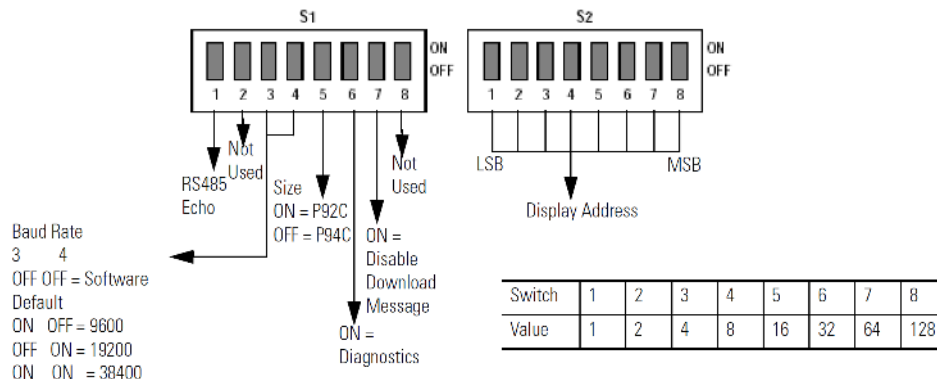 S1
ON
OFF
1 2 3 4 5 6 7 8
RS485
Echo
Not
Used
Size
ON = P92C
OFF = P94C
ON =
Diagnostics
ON =
Disable
Download
Message
Not
Used
Baud Rate
3 4
OFF OFF = Software
Default
ON OFF = 9600
OFF ON = 19200
ON ON = 38400
S2
ON
OFF
1 2 3 4 5 6 7 8
LSB
MSB
Display Address
Switch 1 2 3 4 5 6 7 8
Value 1 2 4 8 16 32 64 128